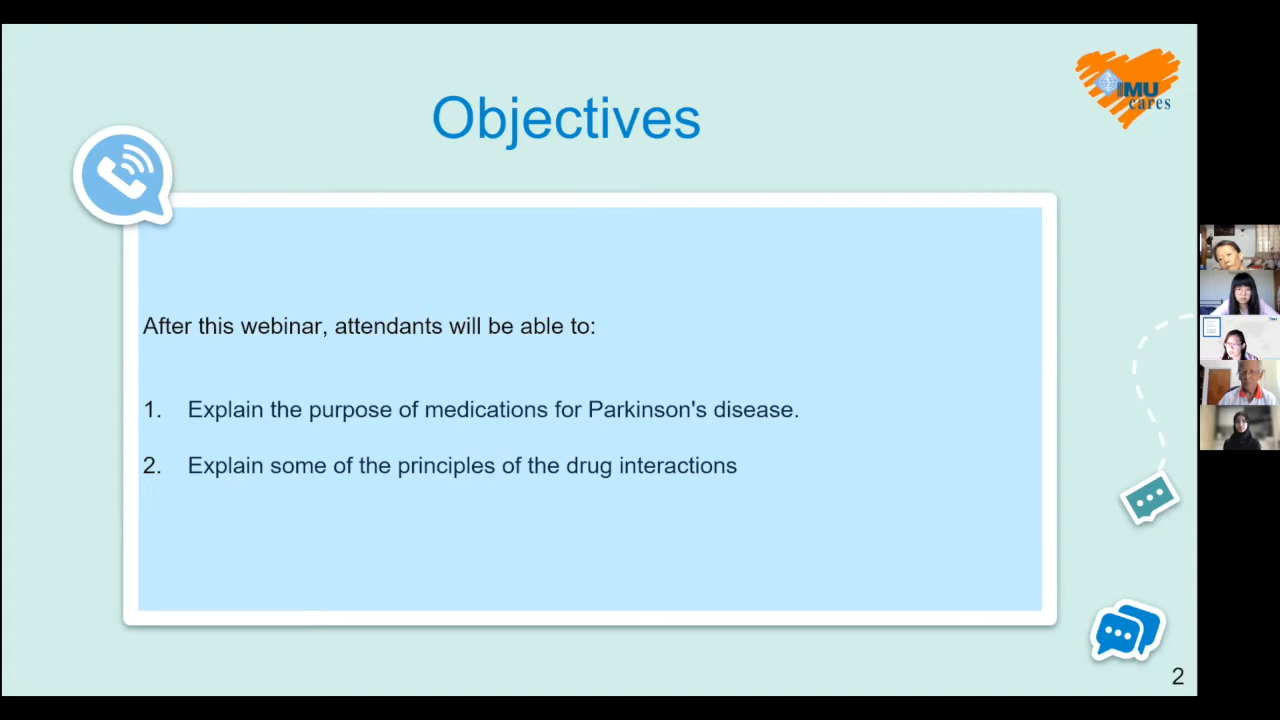 Objectives
IMU
cares
After this webinar, attendants will be able to:
1. Explain the purpose of medications for Parkinson's disease.
2. Explain some of the principles of the drug interactions
2